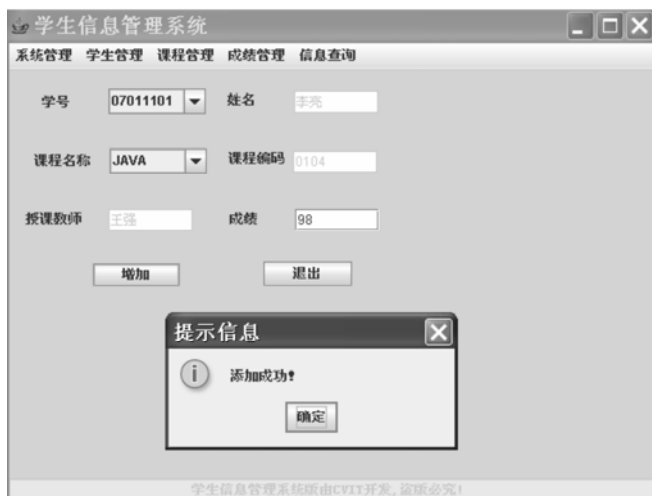 学生信息管理系统
系统管理 学生管理 课程管理 成绩管理 信息查询
学号 07011101 姓名 李亮
课程名称 JAVA 课程编码 0104
授课教师 王强 成绩 98
增加 退出
提示信息
添加成功!
确定
学生信息管理系统版由CVIT开发,盗版必究!